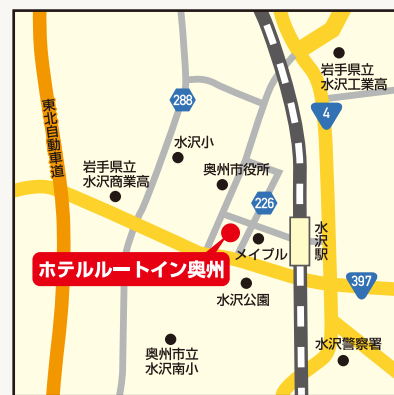 岩手県立
水沢工業高
288
4
東北自動車道
水沢小
岩手県立
水沢商業高
奥州市役所
226
水沢駅
メイプル
ホテルルートイン奥州
397
水沢公園
奥州市立
水沢南小
水沢警察署